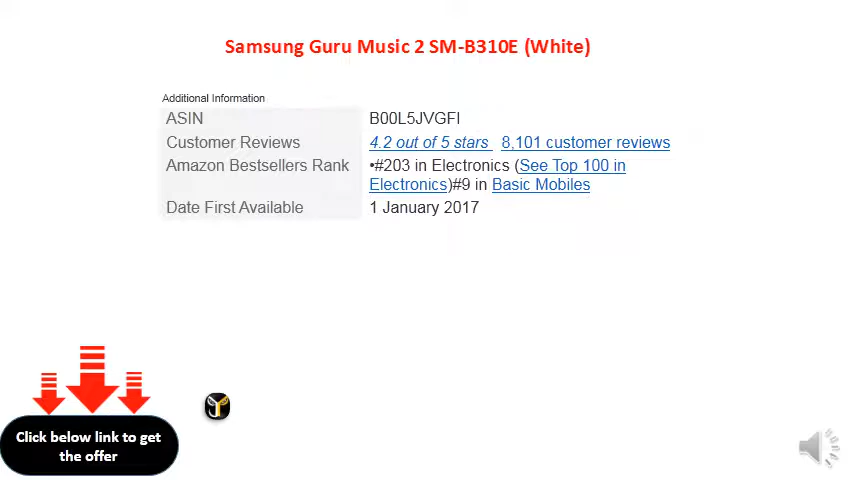 Samsung Guru Music 2 SM-B310E (White)
Additional Information
ASIN B00L5JVGFI
Customer Reviews 4.2 out of 5 stars 8,101 customer reviews
Amazon Bestsellers Rank •#203 in Electronics (See Top 100 in
Electronics)#9 in Basic Mobiles
Date First Available 1 January 2017
Click below link to get
the offer